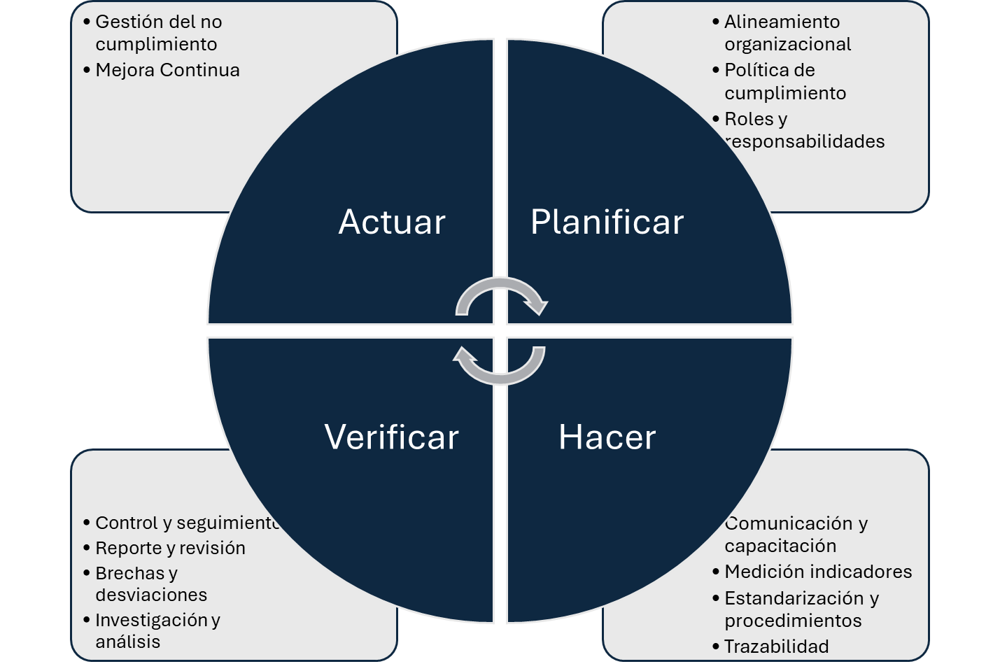 • Gestión del no
cumplimiento
• Mejora Continua
• Alineamiento
organizacional
• Política de
cumplimiento
• Roles y
responsabilidades
Actuar
Planificar
Verificar
Hacer
• Control y seguimiento
• Reporte y revisión
• Brechas y
desviaciones
• Investigación y
análisis
Comunicación y
capacitación
• Medición indicadores
• Estandarización y
procedimientos
• Trazabilidad